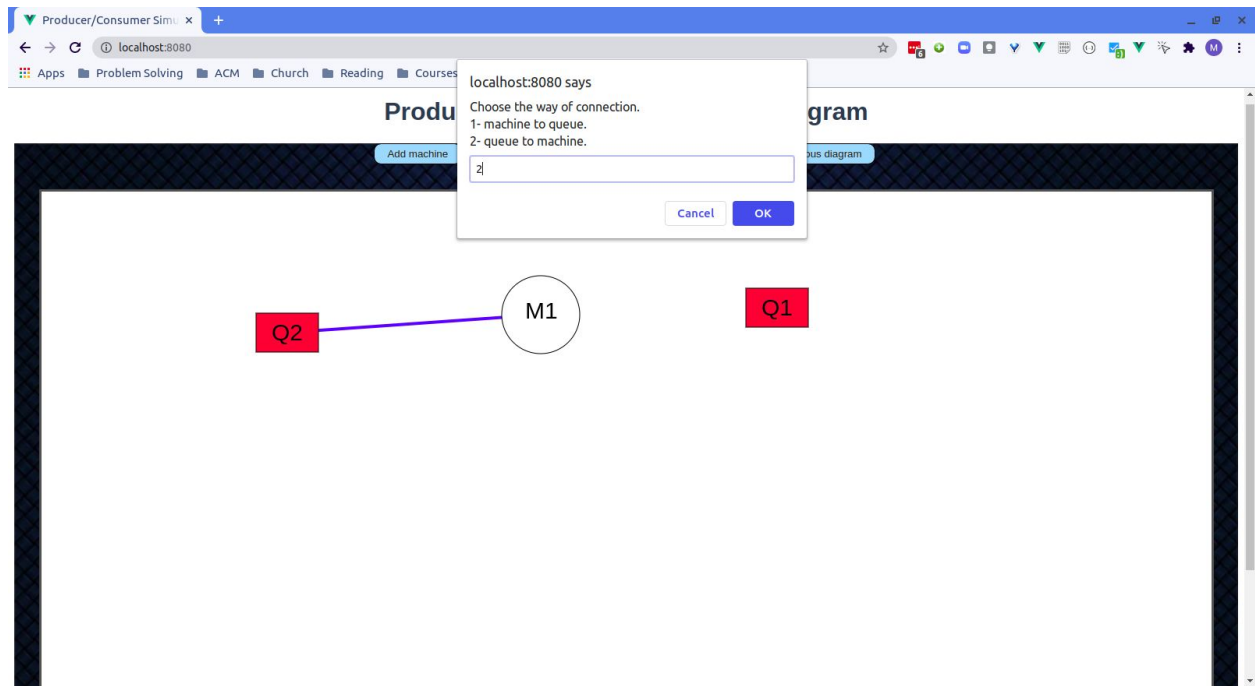 Producer/Consumer Simu
localhost:8080
Apps Problem Solving ACM Church Reading Courses
localhost:8080 says
Choose the way of connection.
1- machine to queue.
2- queue to machine.
2
Cancel OK
Produ gram
Add machine ous diagram
Q2 M1 Q1
6
M